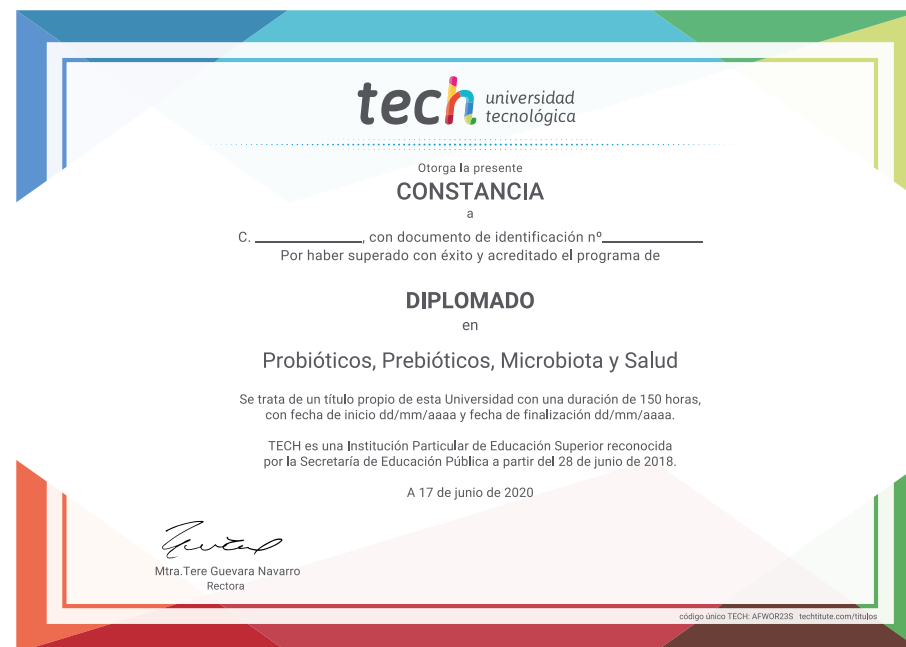 tech universidad
tecnológica
Otorga la presente
CONSTANCIA
a
C. ____________, con documento de identificación nº____________
Por haber superado con éxito y acreditado el programa de
DIPLOMADO
en
Probióticos, Prebióticos, Microbiota y Salud
Se trata de un título propio de esta Universidad con una duración de 150 horas,
con fecha de inicio dd/mm/aaaa y fecha de finalización dd/mm/aaaa.
TECH es una Institución Particular de Educación Superior reconocida
por la Secretaría de Educación Pública a partir del 28 de junio de 2018.
A 17 de junio de 2020
Mtra.Tere Guevara Navarro
Rectora
código único TECH: AFWOR23S techtitute.com/titulos